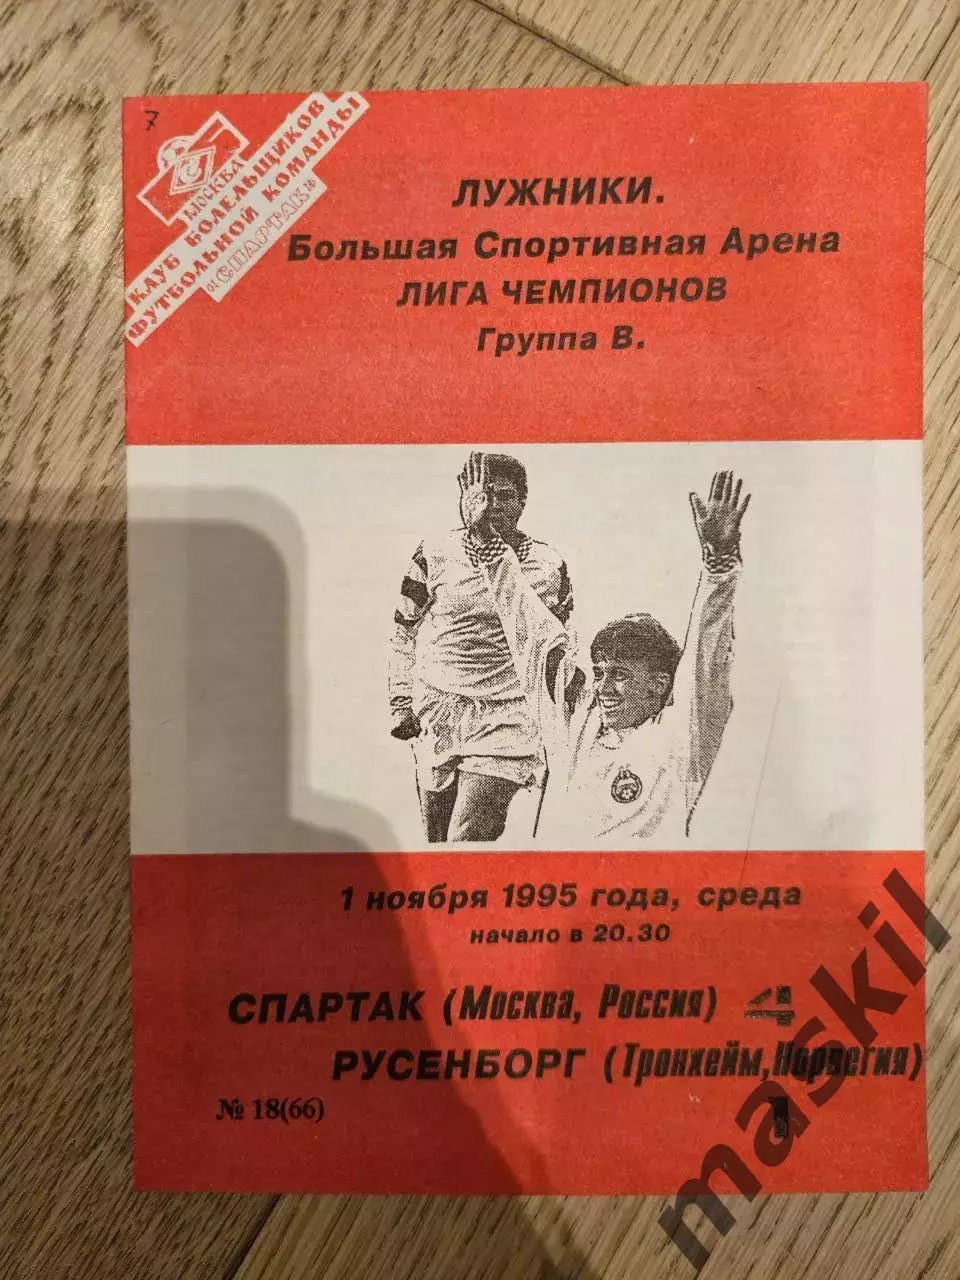 7
МОСКВА
КЛУБ БОЛЕЛЬЩИКОВ
ФУТБОЛЬНОЙ КОМАНДЫ
«СПАРТАК»
ЛУЖНИКИ.
Большая Спортивная Арена
ЛИГА ЧЕМПИОНОВ
Группа В.
1 ноября 1995 года, среда
начало в 20.30
СПАРТАК (Москва, Россия) 4
РУСЕНБОРГ (Тронхейм,Норвегия)
1
№ 18(66)
maskil